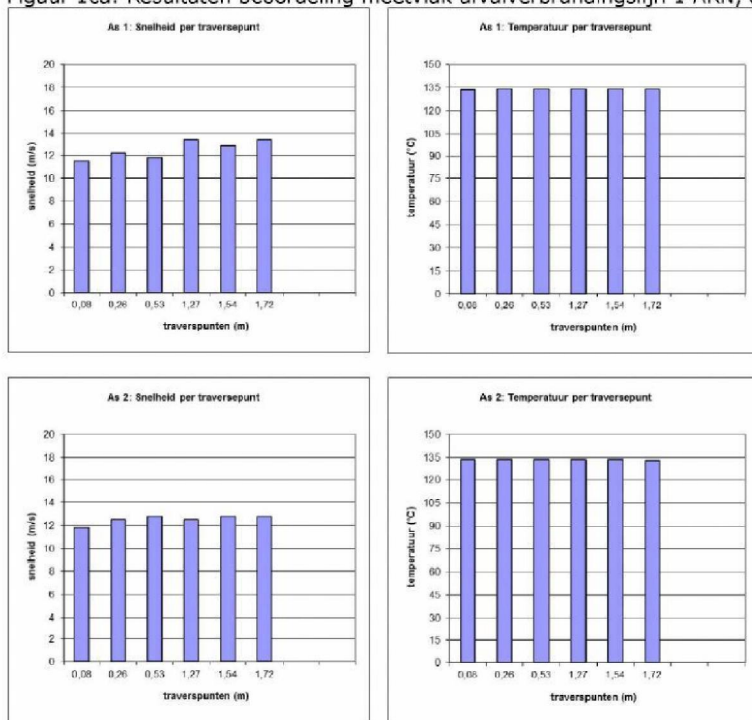 As 1: Snelheid per traversepunt
20
18
16
14
12
10
8
6
4
2
0
snelheid (m/s)
0,08 0,26 0,53 1,27 1,54 1,72
traverspunten (m)
As 1: Temperatuur per traversepunt
150
135
120
105
90
75
60
45
30
15
0
temperatuur (°C)
0,08 0,26 0,53 1,27 1,54 1,72
traverspunten (m)
As 2: Snelheid per traversepunt
20
18
16
14
12
10
8
6
4
2
0
snelheid (m/s)
0,08 0,26 0,53 1,27 1,54 1,72
traverspunten (m)
As 2: Temperatuur per traversepunt
150
135
120
105
90
75
60
45
30
15
0
temperatuur (°C)
0,08 0,26 0,53 1,27 1,54 1,72
traverspunten (m)